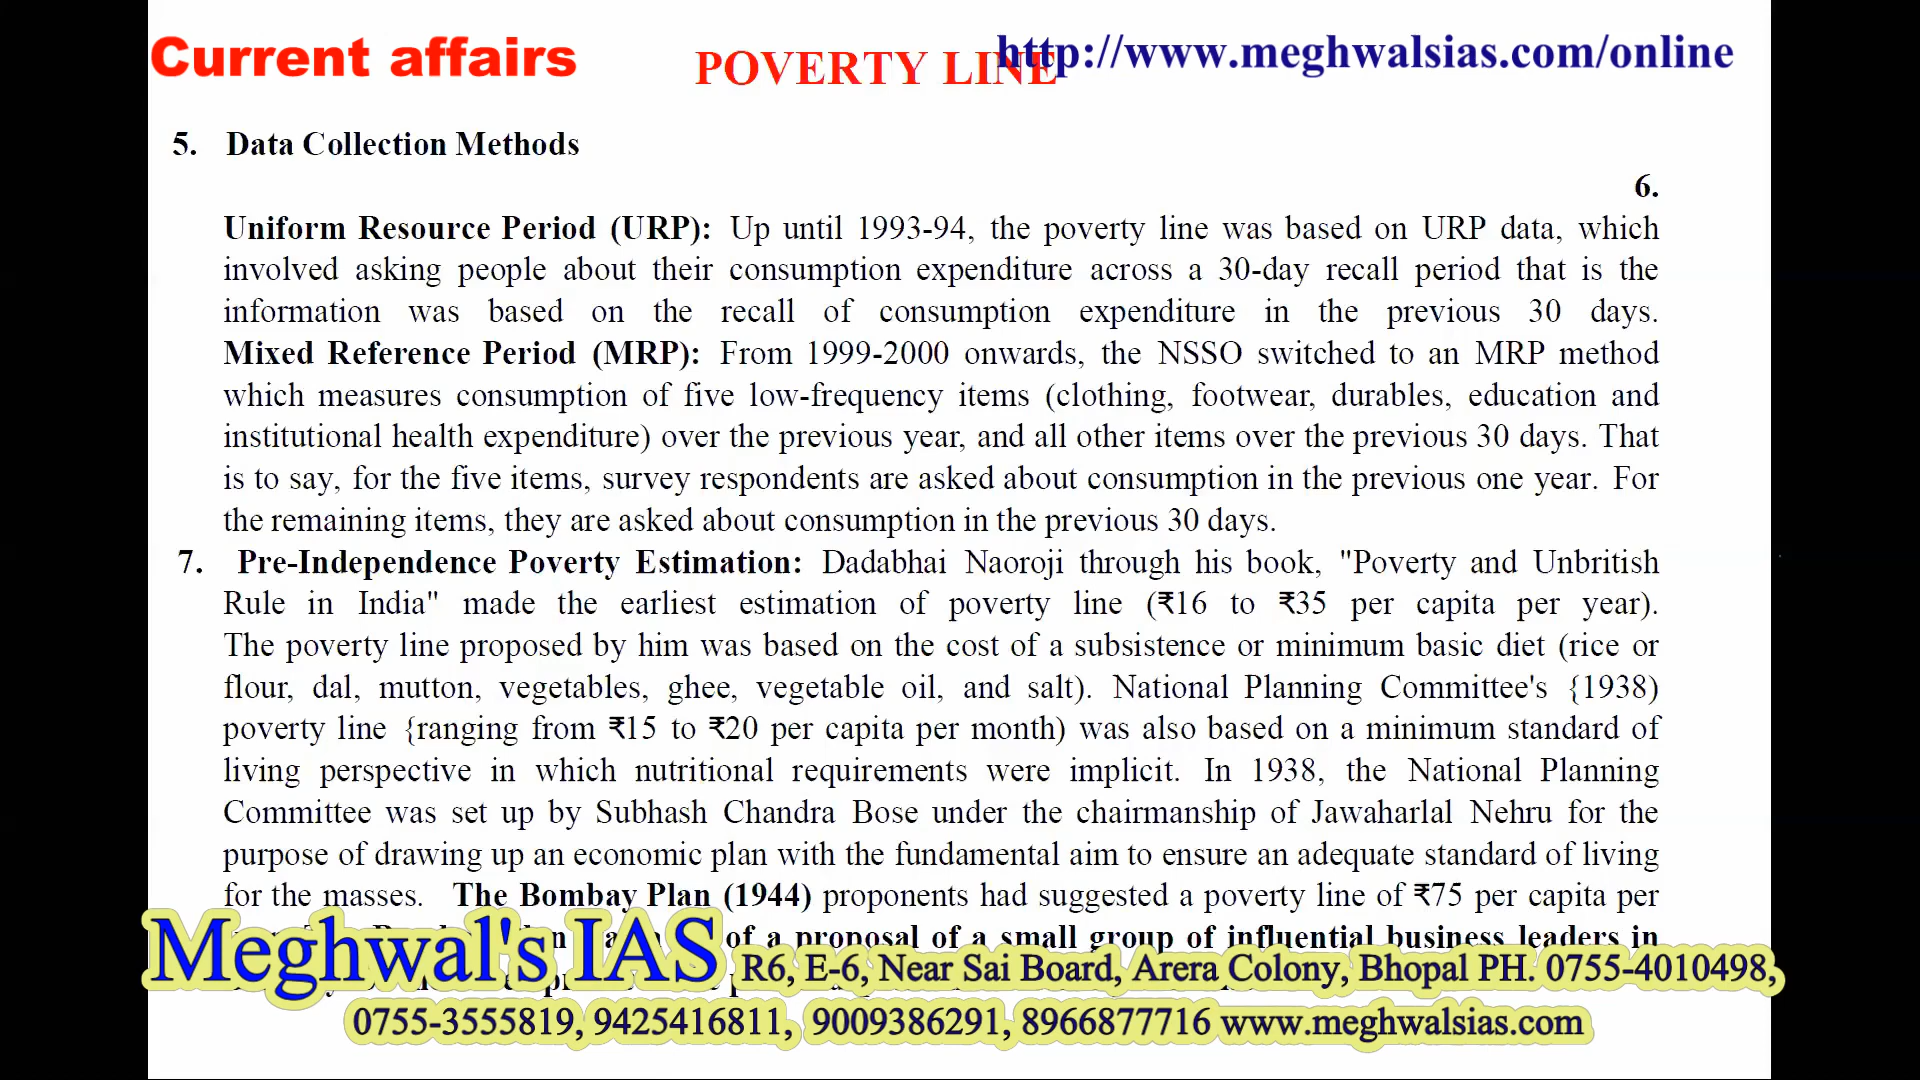 Current affairs
POVERTY LINE
http://www.meghwalsias.com/online
5. Data Collection Methods
6.
Uniform Resource Period (URP): Up until 1993-94, the poverty line was based on URP data, which
involved asking people about their consumption expenditure across a 30-day recall period that is the
information was based on the recall of consumption expenditure in the previous 30 days.
Mixed Reference Period (MRP): From 1999-2000 onwards, the NSSO switched to an MRP method
which measures consumption of five low-frequency items (clothing, footwear, durables, education and
institutional health expenditure) over the previous year, and all other items over the previous 30 days. That
is to say, for the five items, survey respondents are asked about consumption in the previous one year. For
the remaining items, they are asked about consumption in the previous 30 days.
7. Pre-Independence Poverty Estimation: Dadabhai Naoroji through his book, "Poverty and Unbritish
Rule in India" made the earliest estimation of poverty line (₹16 to ₹35 per capita per year).
The poverty line proposed by him was based on the cost of a subsistence or minimum basic diet (rice or
flour, dal, mutton, vegetables, ghee, vegetable oil, and salt). National Planning Committee's {1938)
poverty line {ranging from ₹15 to ₹20 per capita per month) was also based on a minimum standard of
living perspective in which nutritional requirements were implicit. In 1938, the National Planning
Committee was set up by Subhash Chandra Bose under the chairmanship of Jawaharlal Nehru for the
purpose of drawing up an economic plan with the fundamental aim to ensure an adequate standard of living
for the masses. The Bombay Plan (1944) proponents had suggested a poverty line of ₹75 per capita per
of a proposal of a small group of influential business leaders in
Meghwal's IAS R6, E-6, Near Sai Board, Arera Colony, Bhopal PH. 0755-4010498,
0755-3555819, 9425416811, 9009386291, 8966877716 www.meghwalsias.com